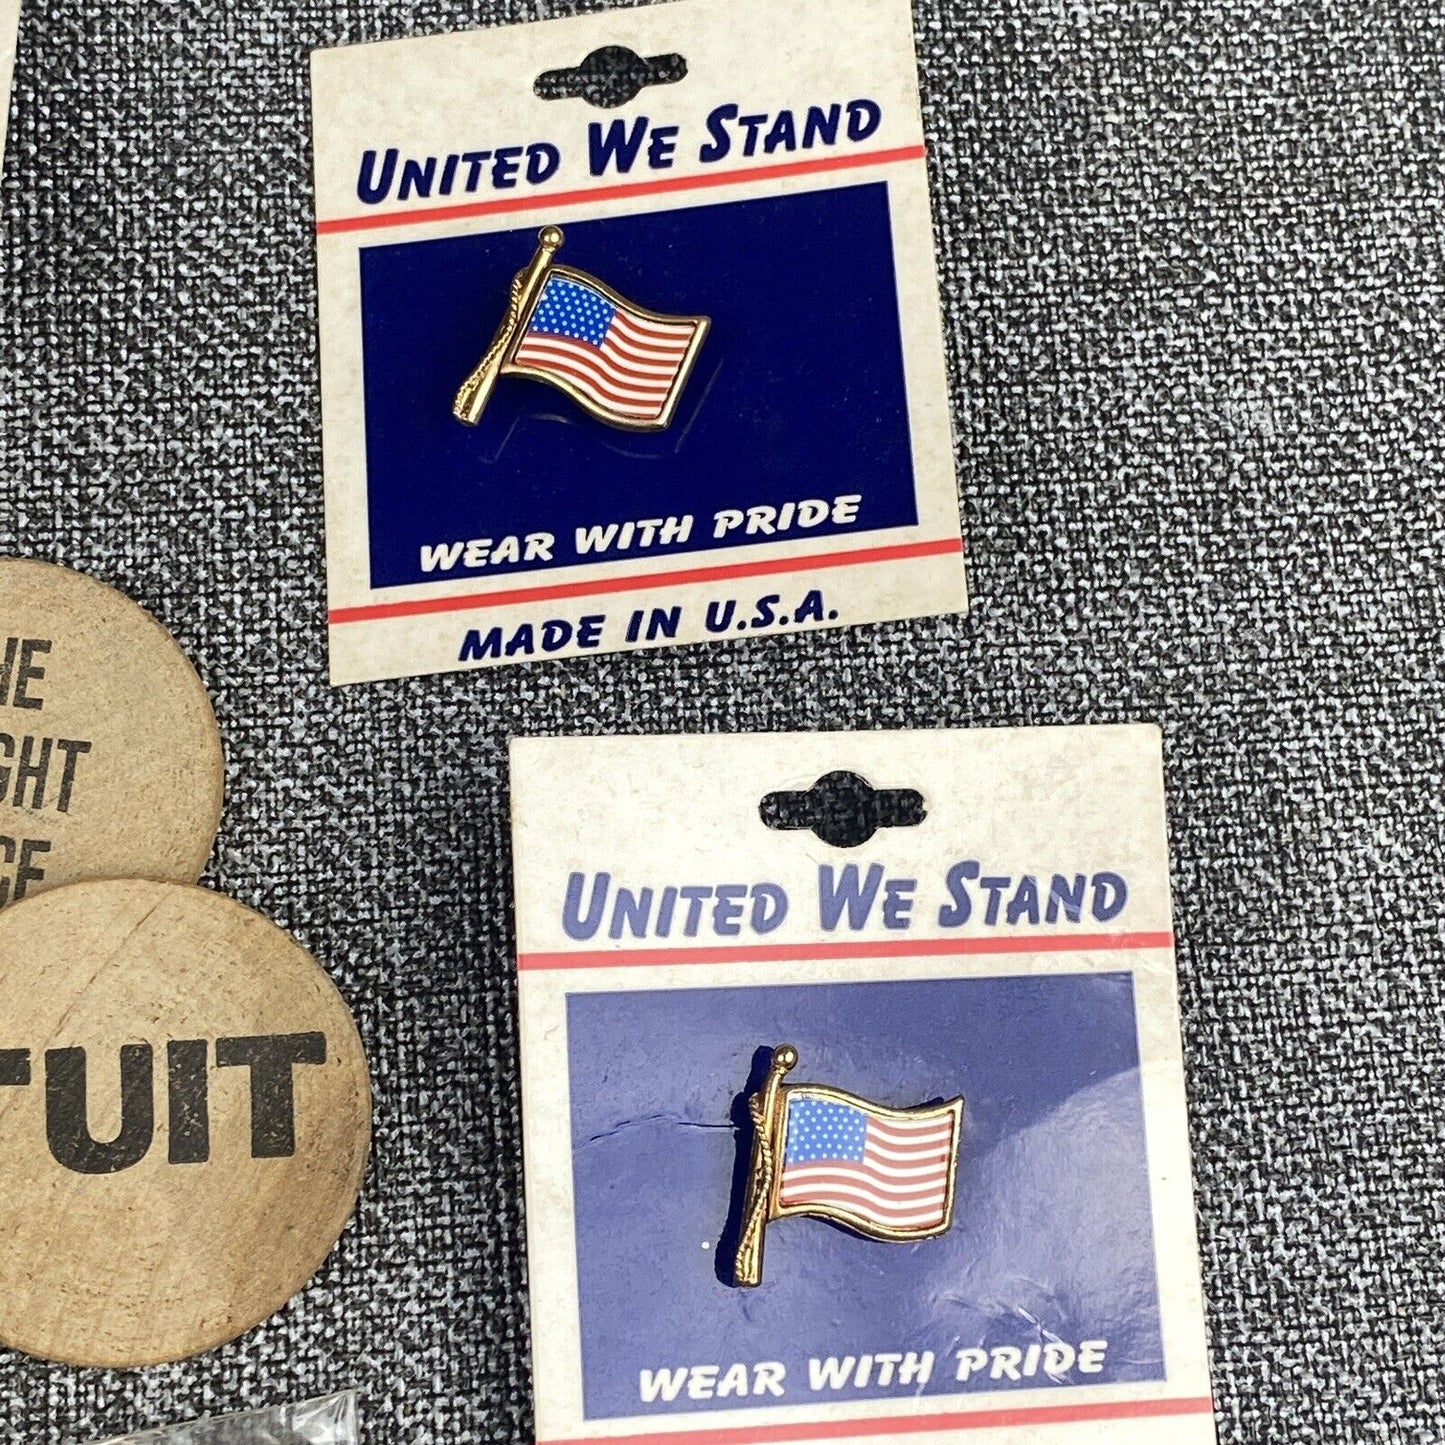 UNITED WE STAND
WEAR WITH PRIDE
MADE IN U.S.A.
UNITED WE STAND
WEAR WITH PRIDE
TUIT